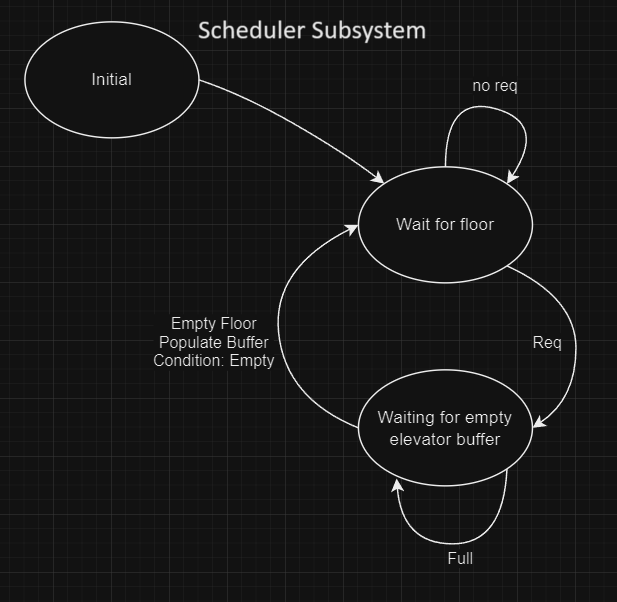 Scheduler Subsystem
Initial
no req
Wait for floor
Empty Floor
Populate Buffer
Condition: Empty
Req
Waiting for empty
elevator buffer
Full